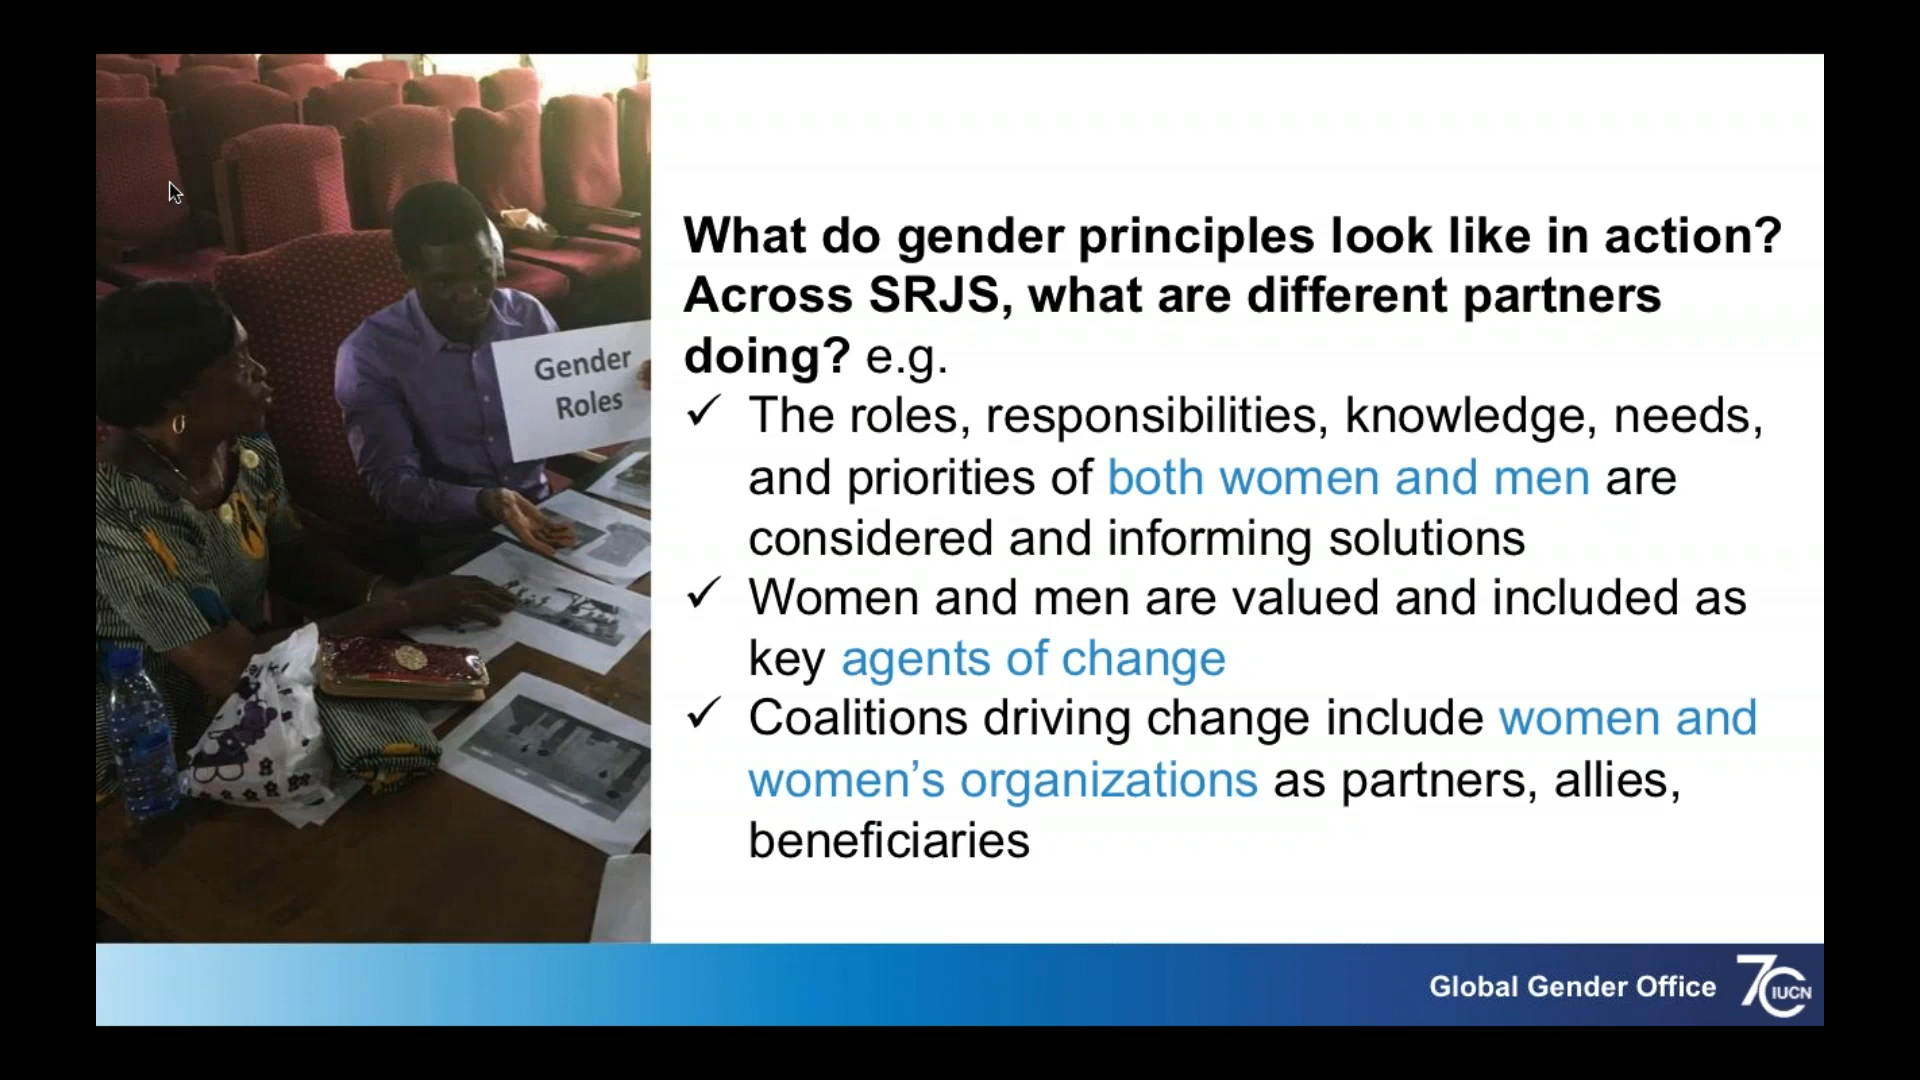 Gender
Roles
What do gender principles look like in action?
Across SRJS, what are different partners
doing? e.g.
✓ The roles, responsibilities, knowledge, needs,
and priorities of both women and men are
considered and informing solutions
✓ Women and men are valued and included as
key agents of change
✓ Coalitions driving change include women and
women’s organizations as partners, allies,
beneficiaries
Global Gender Office
70
IUCN